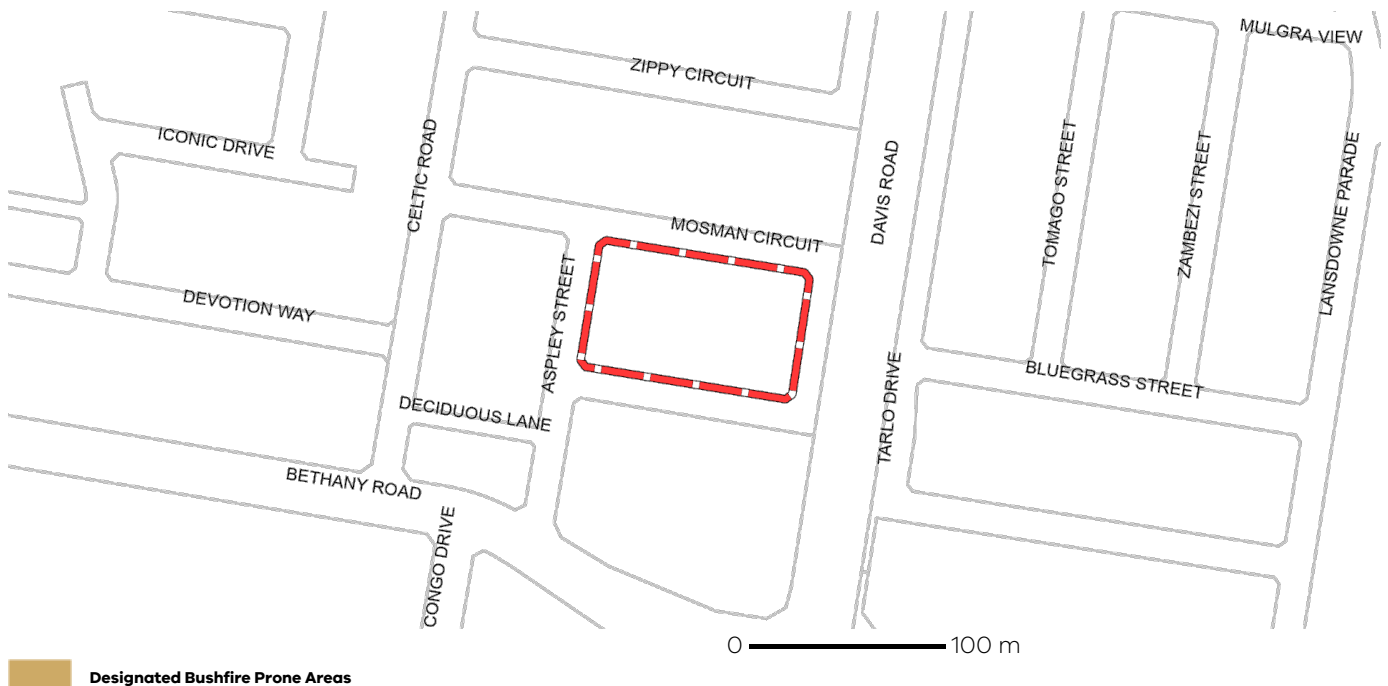 MULGRA VIEW
ZIPPY CIRCUIT
ICONIC DRIVE
CELTIC ROAD
DAVIS ROAD
TOMAGO STREET
ZAMBEZI STREET
LANSDOWNE PARADE
MOSMAN CIRCUIT
ASPLEY STREET
DEVOTION WAY
TARLO DRIVE
BLUEGRASS STREET
DECIDUOUS LANE
BETHANY ROAD
CONGO DRIVE
0 100 m
Designated Bushfire Prone Areas